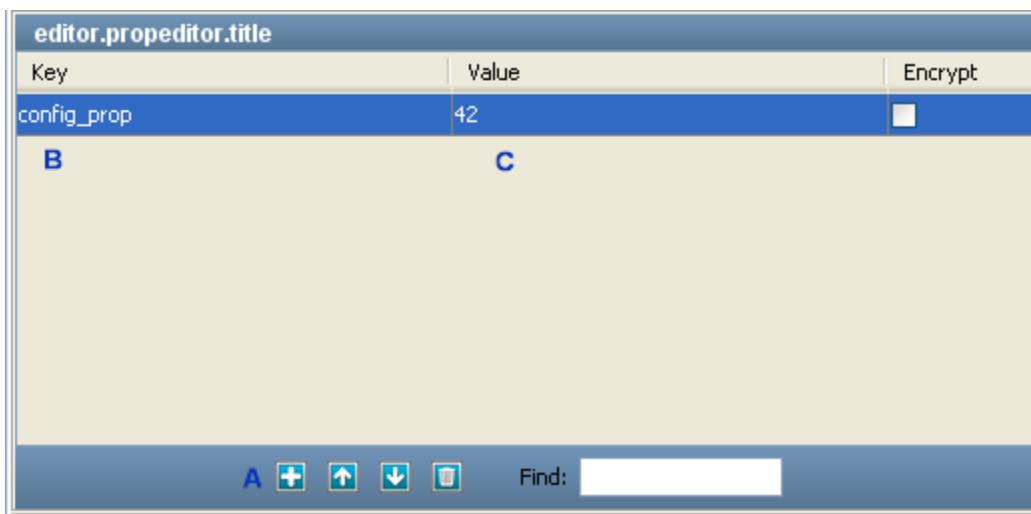 editor.propeditor.title
Key Value Encrypt
config_prop 42
B C
A Find: